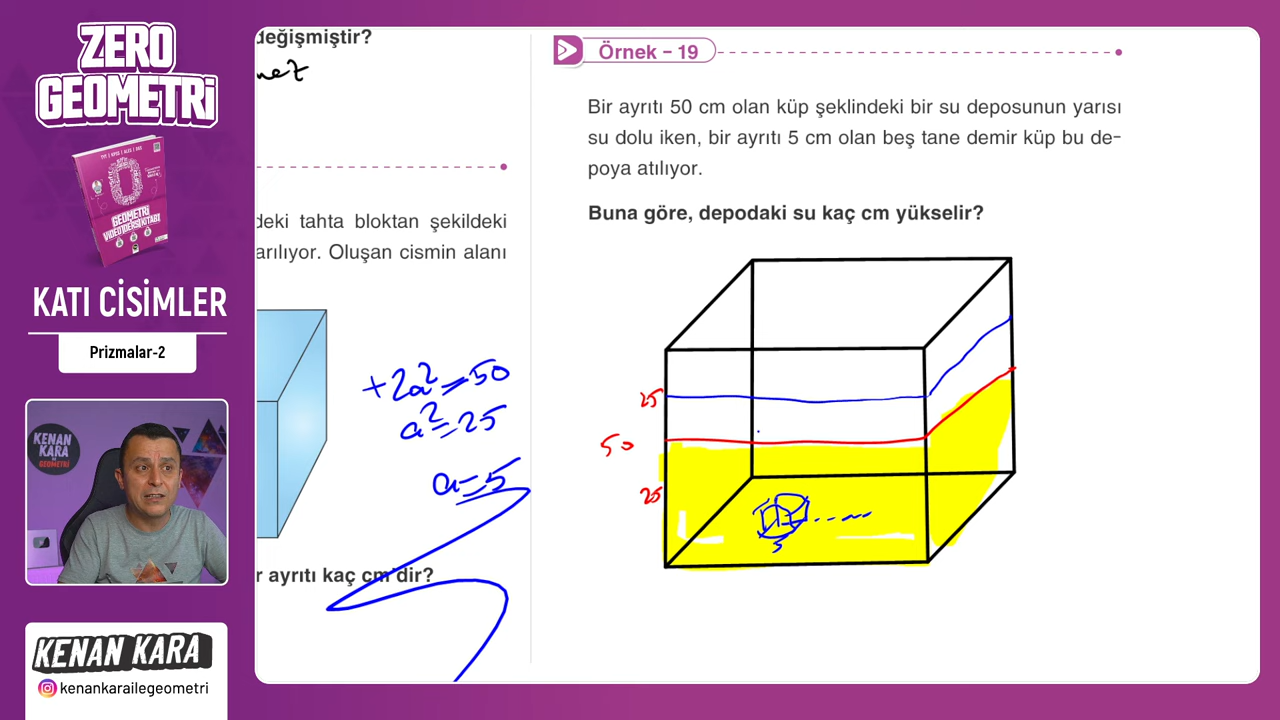 ZERO
GEOMETRİ
GEOMETRİ
VİDEO DERS KİTABI
KATI CİSİMLER
Prizmalar-2
KENAN
KARA
KENAN KARA
kenankarailegeometri
değişmiştir?
deki tahta bloktan şekildeki
arılıyor. Oluşan cismin alanı
+2a²=50
a²=25
a=5
r ayrıtı kaç cm'dir?
Örnek – 19
Bir ayrıtı 50 cm olan küp şeklindeki bir su deposunun yarısı
su dolu iken, bir ayrıtı 5 cm olan beş tane demir küp bu de-
poya atılıyor.
Buna göre, depodaki su kaç cm yükselir?
25
50
25
5